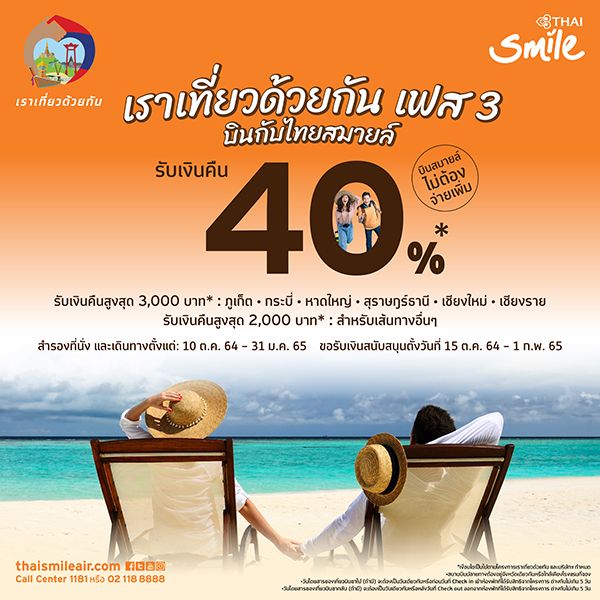 THAI
Smile
เราเที่ยวด้วยกัน
เราเที่ยวด้วยกัน เฟส 3
บินกับไทยสมายล์
รับเงินคืน
40%*
บินสมายล์
ไม่ต้อง
จ่ายเพิ่ม
รับเงินคืนสูงสุด 3,000 บาท* : ภูเก็ต • กระบี่ • หาดใหญ่ • สุราษฎร์ธานี • เชียงใหม่ • เชียงราย
รับเงินคืนสูงสุด 2,000 บาท* : สำหรับเส้นทางอื่นๆ
สำรองที่นั่ง และเดินทางตั้งแต่: 10 ต.ค. 64 – 31 ม.ค. 65 ขอรับเงินสนับสนุนตั้งวันที่ 15 ต.ค. 64 – 1 ก.พ. 65
thaismileair.com
Call Center 1181 หรือ 02 118 8888